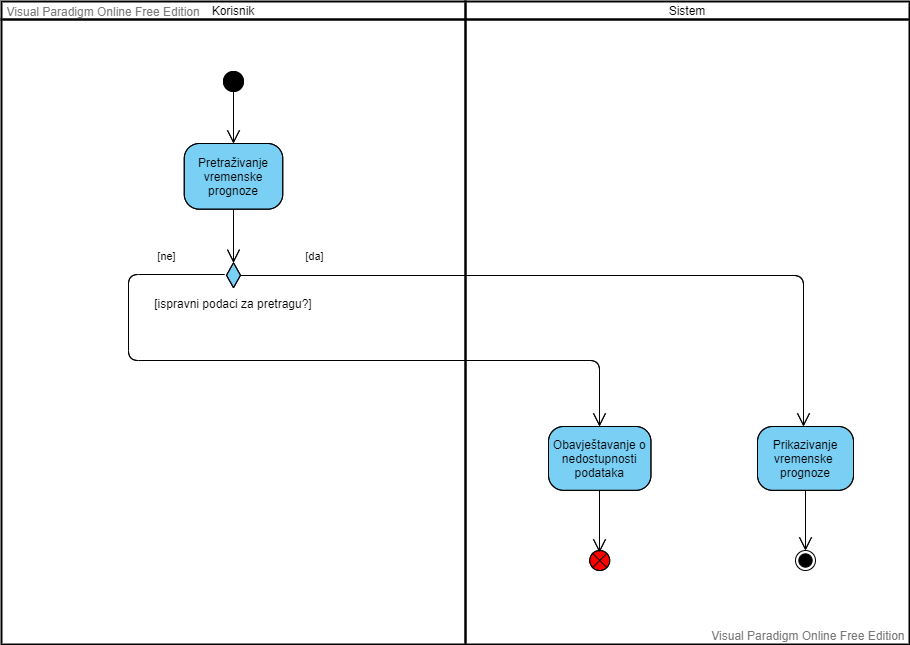 Visual Paradigm Online Free Edition
Korisnik
Sistem
Pretraživanje
vremenske
prognoze
[ne]
[da]
[ispravni podaci za pretragu?]
Obavještavanje o
nedostupnosti
podataka
Prikazivanje
vremenske
prognoze
Visual Paradigm Online Free Edition